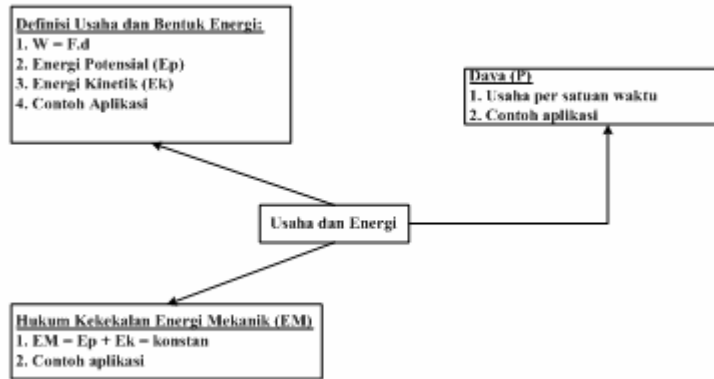 Definisi Usaha dan Bentuk Energi:
1. W = F.d
2. Energi Potensial (Ep)
3. Energi Kinetik (Ek)
4. Contoh Aplikasi
Daya (P)
1. Usaha per satuan waktu
2. Contoh aplikasi
Usaha dan Energi
Hukum Kekekalan Energi Mekanik (EM)
1. EM = Ep + Ek = konstan
2. Contoh aplikasi